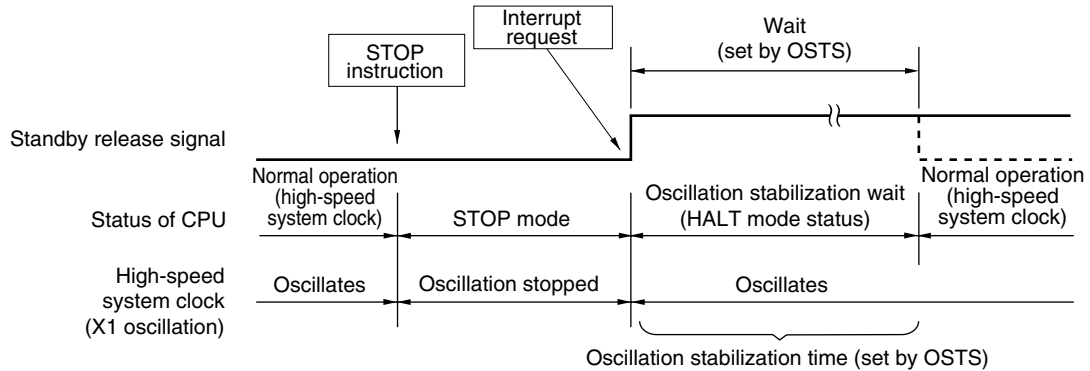 Interrupt
request
STOP
instruction
Wait
(set by OSTS)
Standby release signal
Normal operation
(high-speed
system clock)
Status of CPU
STOP mode
Oscillation stabilization wait
(HALT mode status)
Normal operation
(high-speed
system clock)
High-speed
system clock
(X1 oscillation)
Oscillates
Oscillation stopped
Oscillates
Oscillation stabilization time (set by OSTS)